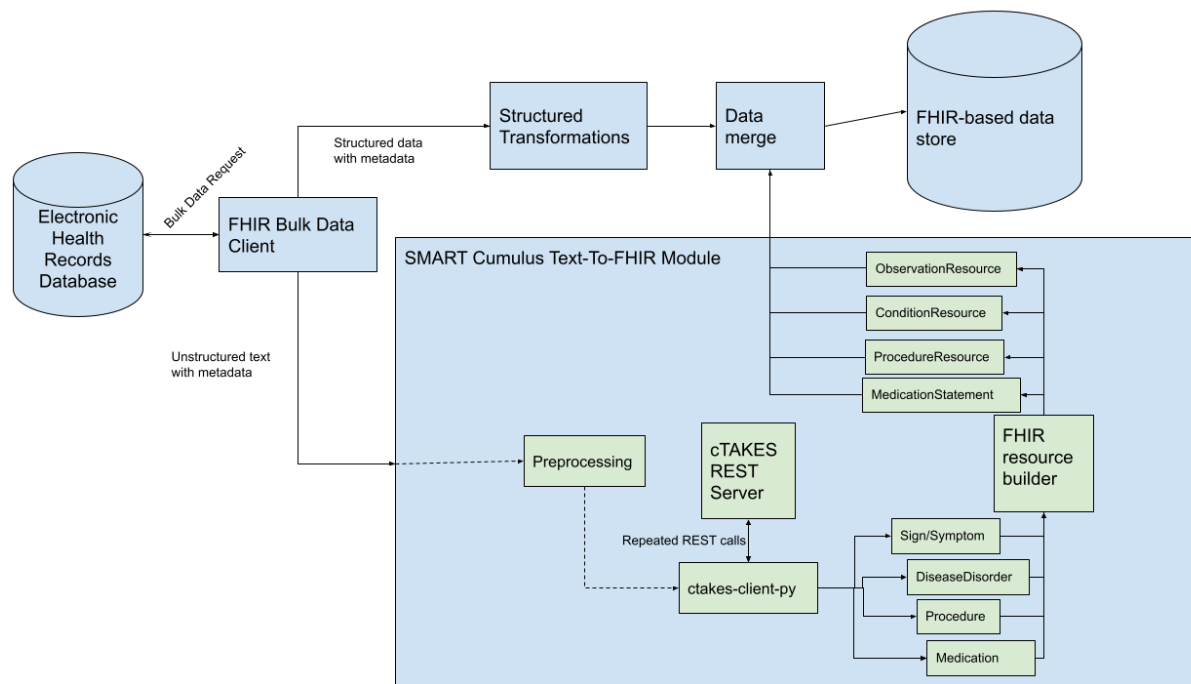 Structured
Transformations
Data
merge
FHIR-based data
store
Structured data
with metadata
Bulk Data Request
Electronic
Health
Records
Database
FHIR Bulk Data
Client
SMART Cumulus Text-To-FHIR Module
ObservationResource
ConditionResource
Unstructured text
with metadata
ProcedureResource
MedicationStatement
FHIR
resource
builder
Preprocessing
cTAKES
REST
Server
Repeated REST calls
Sign/Symptom
ctakes-client-py
DiseaseDisorder
Procedure
Medication